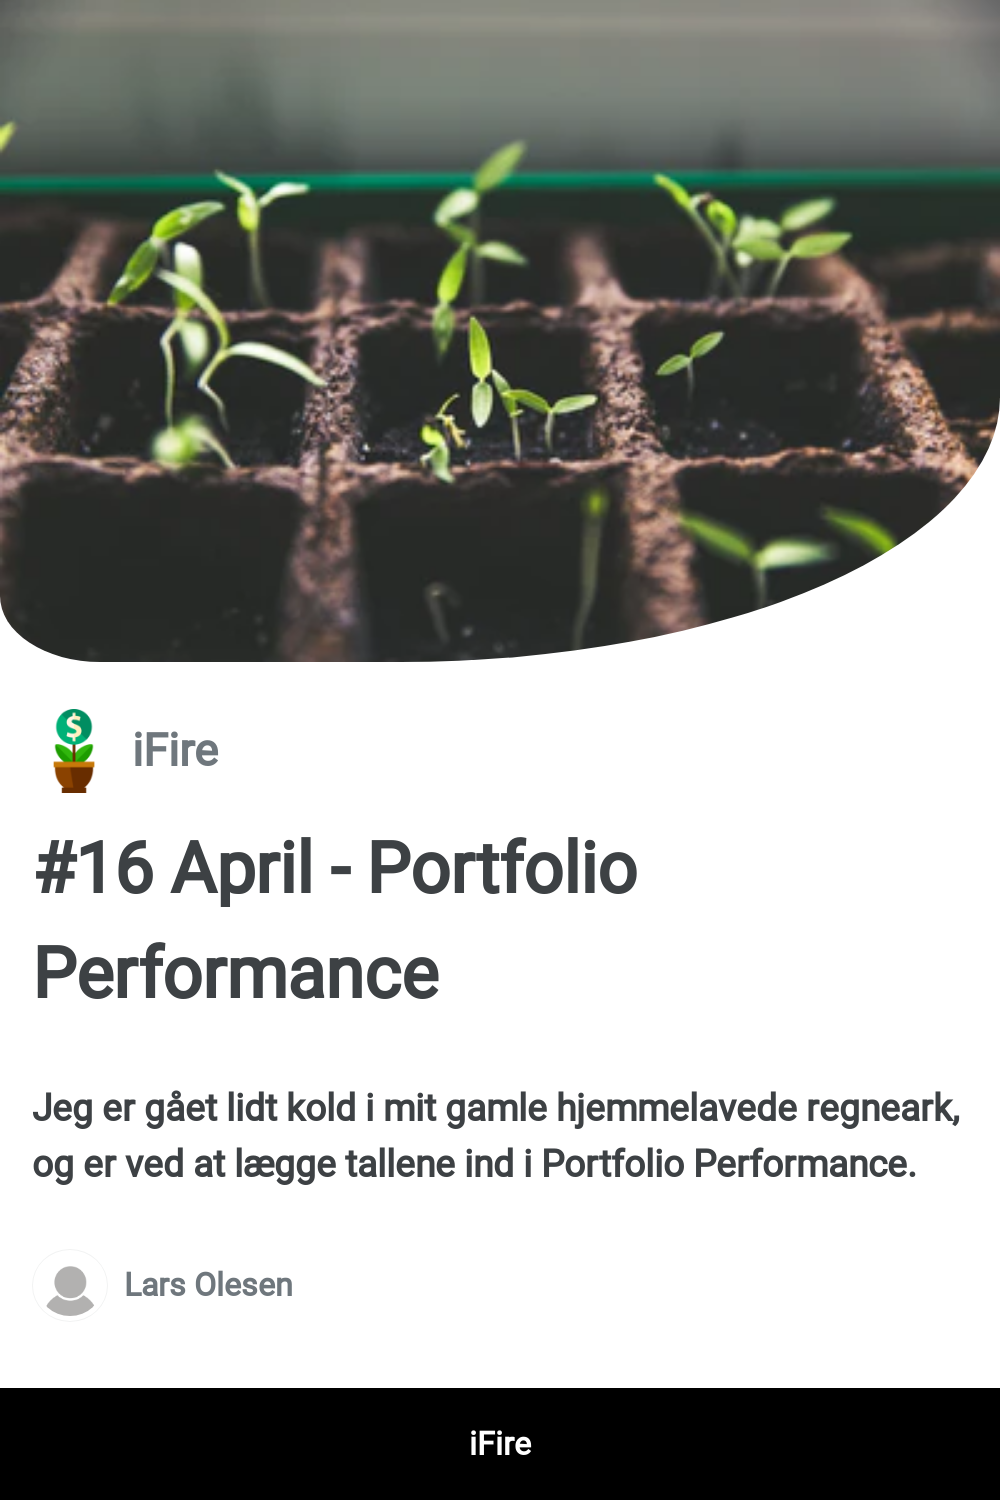 $
iFire
#16 April - Portfolio
Performance
Jeg er gået lidt kold i mit gamle hjemmelavede regneark,
og er ved at lægge tallene ind i Portfolio Performance.
Lars Olesen
iFire